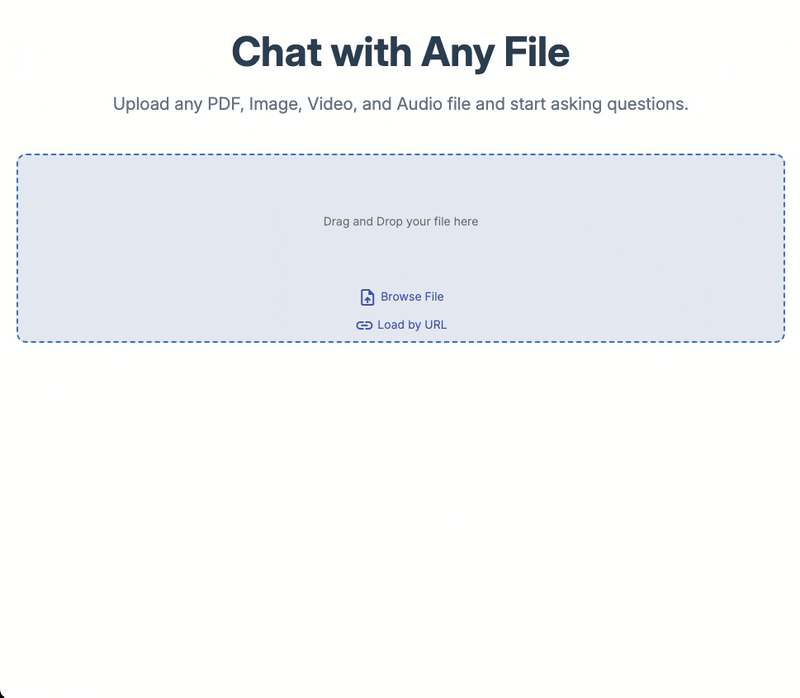 Chat with Any File
Upload any PDF, Image, Video, and Audio file and start asking questions.
Drag and Drop your file here
Browse File
Load by URL